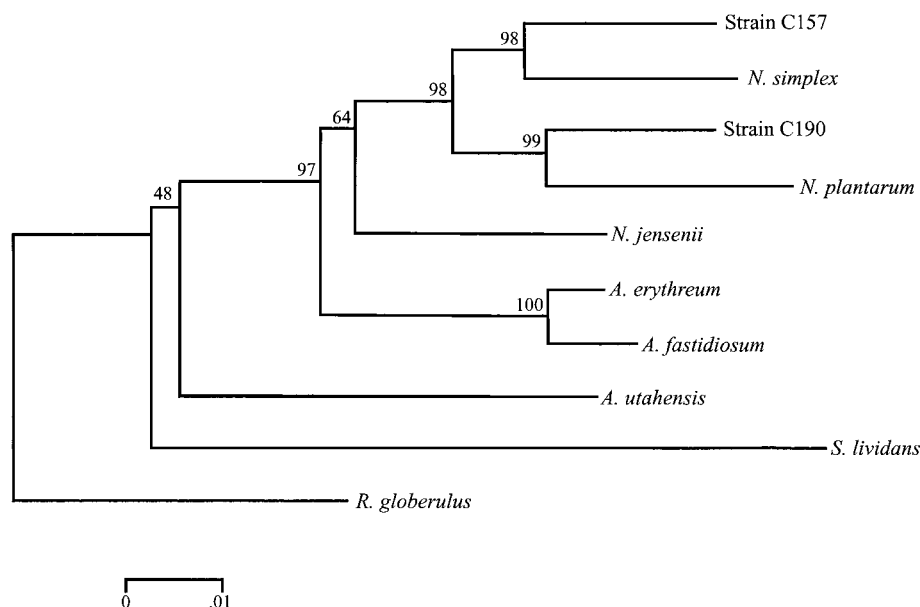 Strain C157
98
N. simplex
98
Strain C190
64
99
97
N. plantarum
48
N. jensenii
A. erythreum
100
A. fastidiosum
A. utahensis
S. lividans
R. globerulus
0 .01